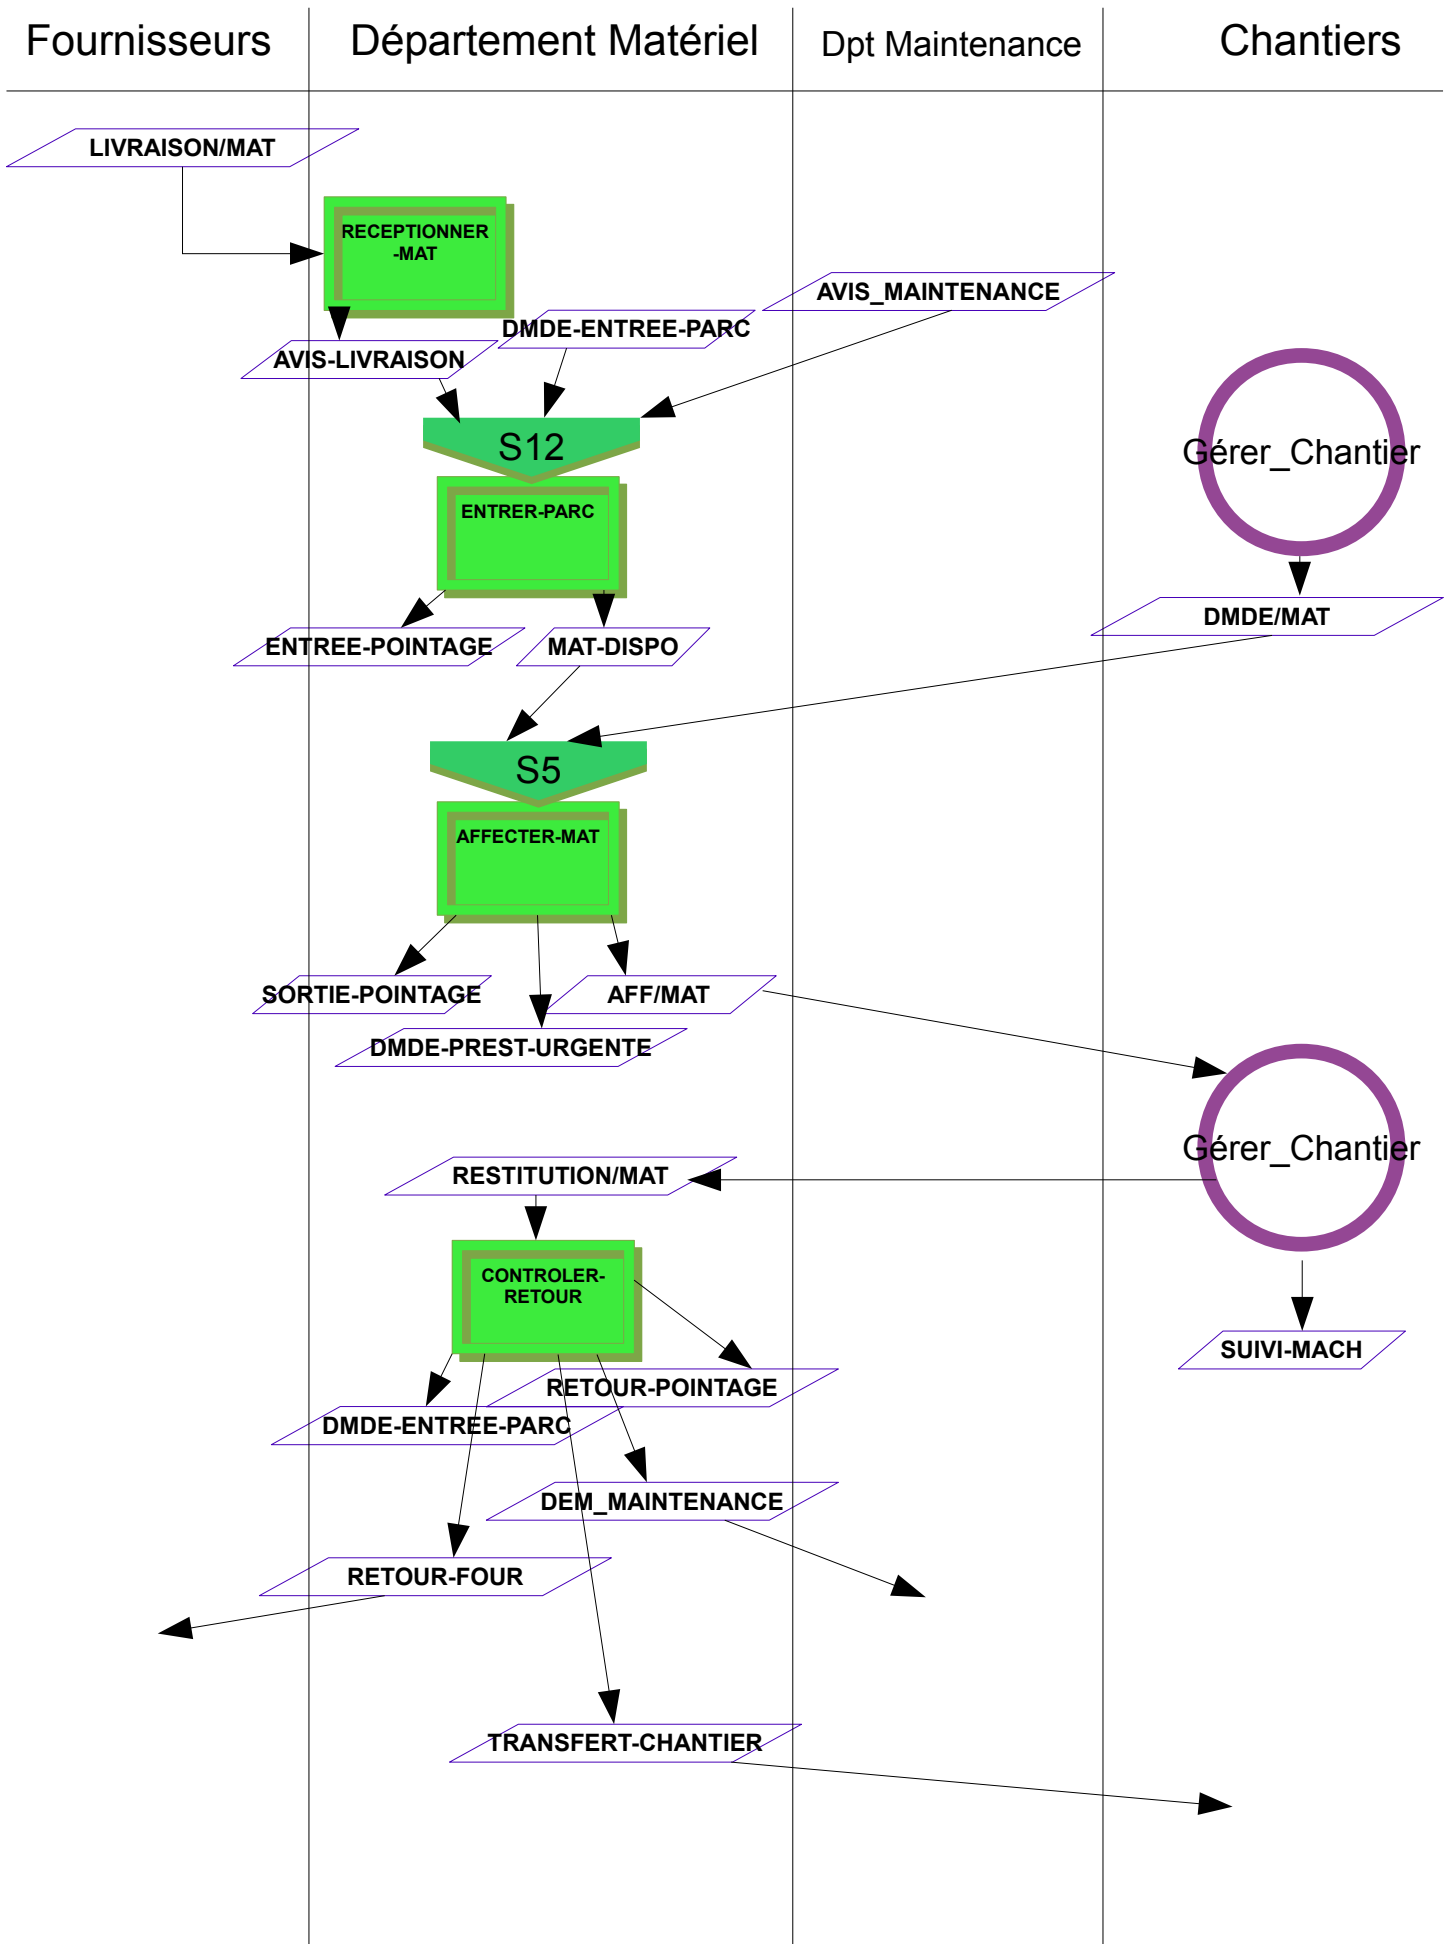 Fournisseurs
Département Matériel
Dpt Maintenance
Chantiers
LIVRAISON/MAT
RECEPTIONNER
-MAT
AVIS_MAINTENANCE
DMDE-ENTREE-PARC
AVIS-LIVRAISON
S12
Gérer_Chantier
ENTRER-PARC
DMDE/MAT
ENTREE-POINTAGE
MAT-DISPO
S5
AFFECTER-MAT
SORTIE-POINTAGE
AFF/MAT
DMDE-PREST-URGENTE
Gérer_Chantier
RESTITUTION/MAT
CONTROLER-
RETOUR
SUIVI-MACH
RETOUR-POINTAGE
DMDE-ENTREE-PARC
DEM_MAINTENANCE
RETOUR-FOUR
TRANSFERT-CHANTIER